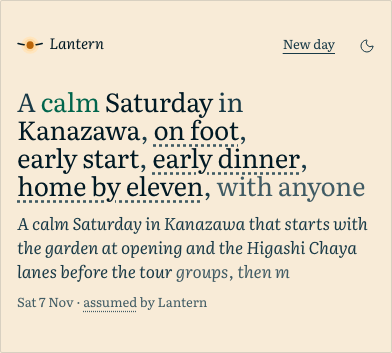 Lantern
New day
A calm Saturday in
Kanazawa, on foot,
early start, early dinner,
home by eleven, with anyone
A calm Saturday in Kanazawa that starts with
the garden at opening and the Higashi Chaya
lanes before the tour groups, then m
Sat 7 Nov · assumed by Lantern